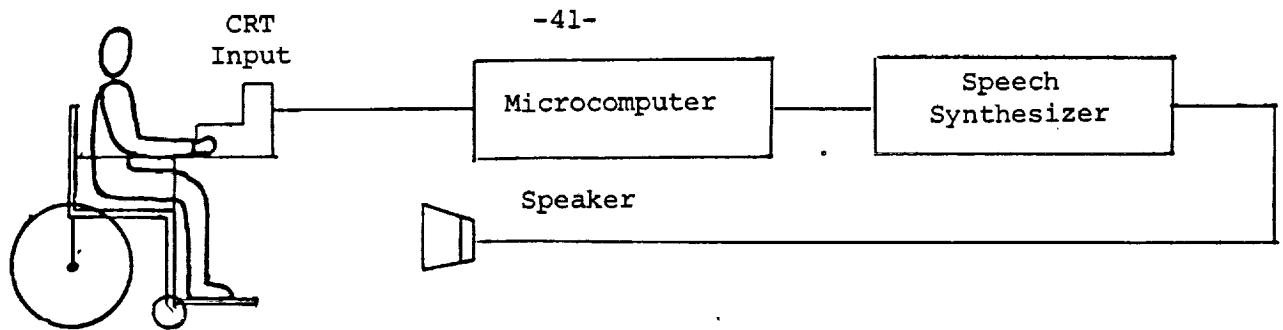 -41-
CRT
Input
Microcomputer
Speech
Synthesizer
Speaker